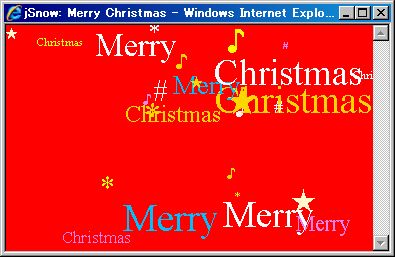 jSnow: Merry Christmas - Windows Internet Explo...
★
Christmas
Merry
*
♪
#
♪
Christmas
Chri
#
Merry
*
★
Christmas
♪
*
Christmas
♪
#
♪
*
*
★
Merry
Merry
Merry
Christmas